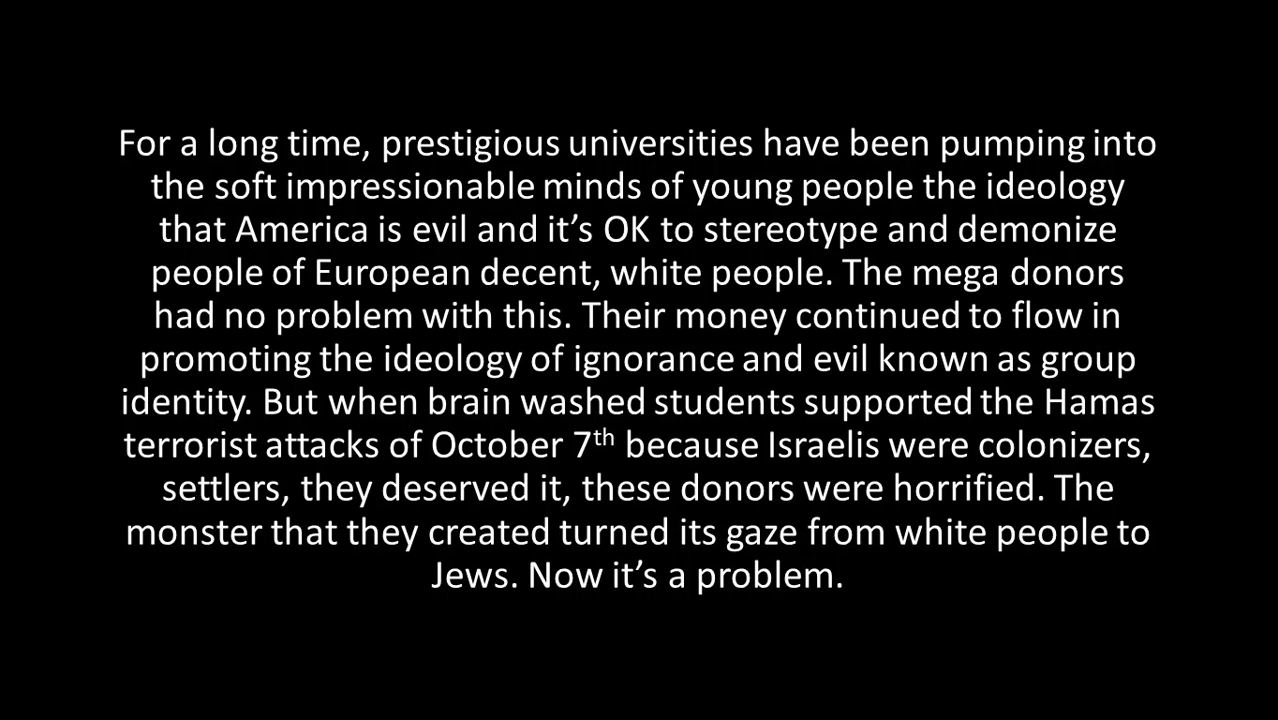 For a long time, prestigious universities have been pumping into
the soft impressionable minds of young people the ideology
that America is evil and it’s OK to stereotype and demonize
people of European decent, white people. The mega donors
had no problem with this. Their money continued to flow in
promoting the ideology of ignorance and evil known as group
identity. But when brain washed students supported the Hamas
terrorist attacks of October 7th because Israelis were colonizers,
settlers, they deserved it, these donors were horrified. The
monster that they created turned its gaze from white people to
Jews. Now it’s a problem.